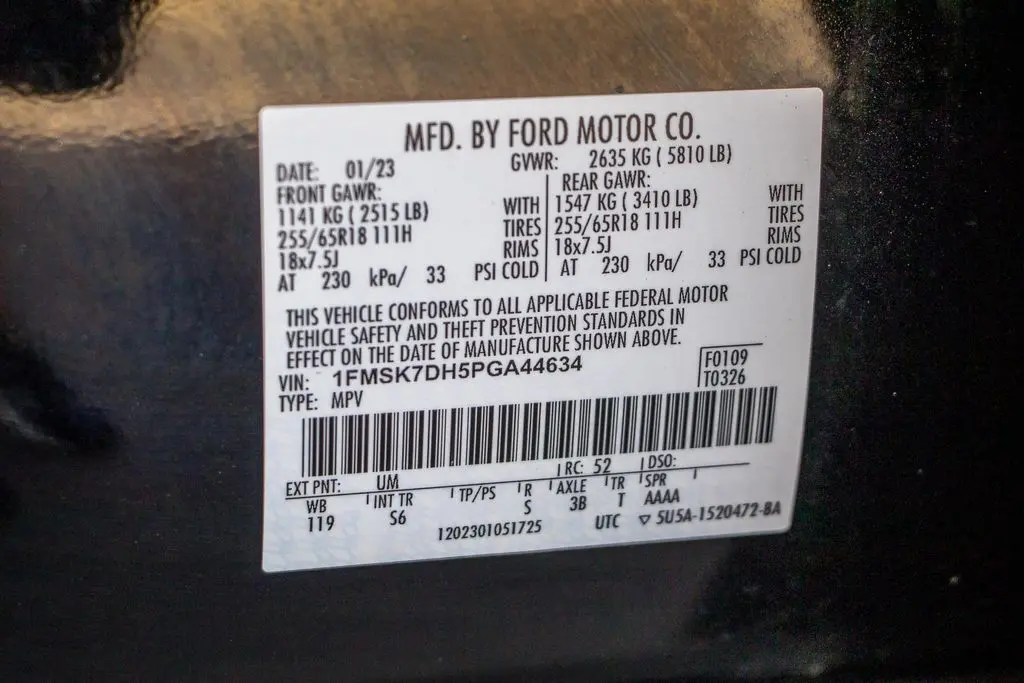 MFD. BY FORD MOTOR CO.
DATE: 01/23 GVWR: 2635 KG ( 5810 LB)
FRONT GAWR: REAR GAWR:
1141 KG ( 2515 LB) WITH 1547 KG ( 3410 LB) WITH
255/65R18 111H TIRES 255/65R18 111H TIRES
18x7.5J RIMS 18x7.5J RIMS
AT 230 kPa/ 33 PSI COLD AT 230 kPa/ 33 PSI COLD
THIS VEHICLE CONFORMS TO ALL APPLICABLE FEDERAL MOTOR
VEHICLE SAFETY AND THEFT PREVENTION STANDARDS IN
EFFECT ON THE DATE OF MANUFACTURE SHOWN ABOVE.
VIN: 1FMSK7DH5PGA44634 F0109
TYPE: MPV T0326
EXT PNT: UM RC: 52 DSO:
WB INT TR TP/PS R AXLE TR SPR
119 S6 S 3B T AAAA
1202301051725 UTC ▽ 5U5A-1520472-BA